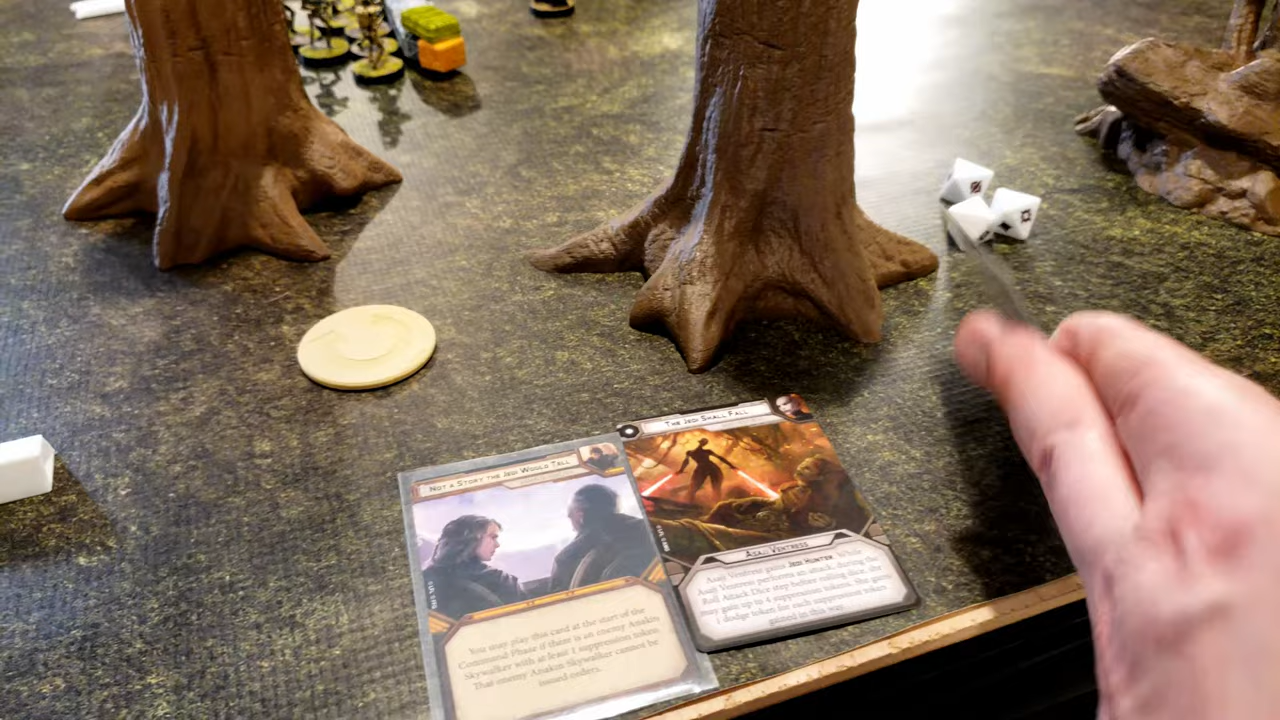 NOT A STORY THE JEDI WOULD TELL
You may play this card at the start of the
Command Phase if there is an enemy Anakin
Skywalker with at least 1 suppression token.
That enemy Anakin Skywalker cannot be
issued orders.
THE JEDI SHALL FALL
ASAJJ VENTRESS
Asajj Ventress gains JEDI HUNTER. While
Asajj Ventress performs an attack, during the
Roll Attack Dice step before rolling dice, she
may gain up to 4 suppression tokens. She gains
1 dodge token for each suppression token
gained in this way.